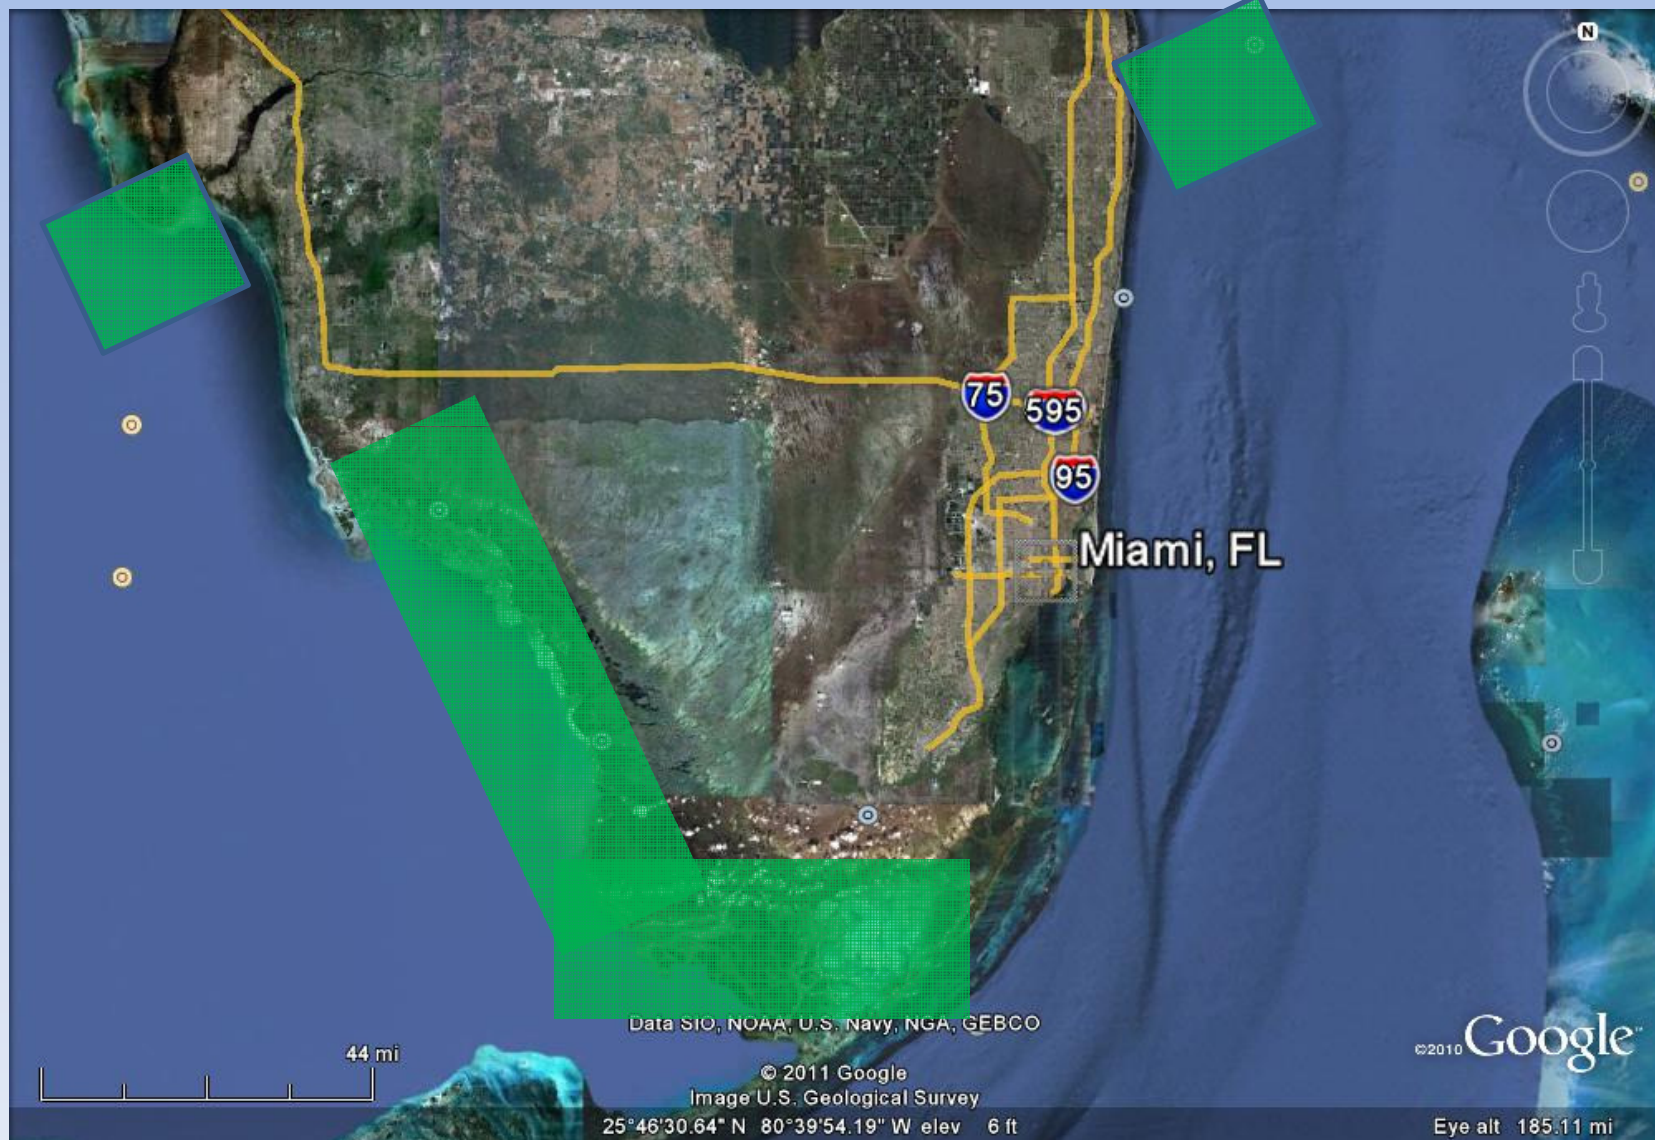 N
75
595
95
Miami, FL
Data SIO, NOAA, U.S. Navy, NGA, GEBCO
44 mi
©2010 Google™
© 2011 Google
Image U.S. Geological Survey
25°46'30.64" N 80°39'54.19" W elev 6 ft
Eye alt 185.11 mi